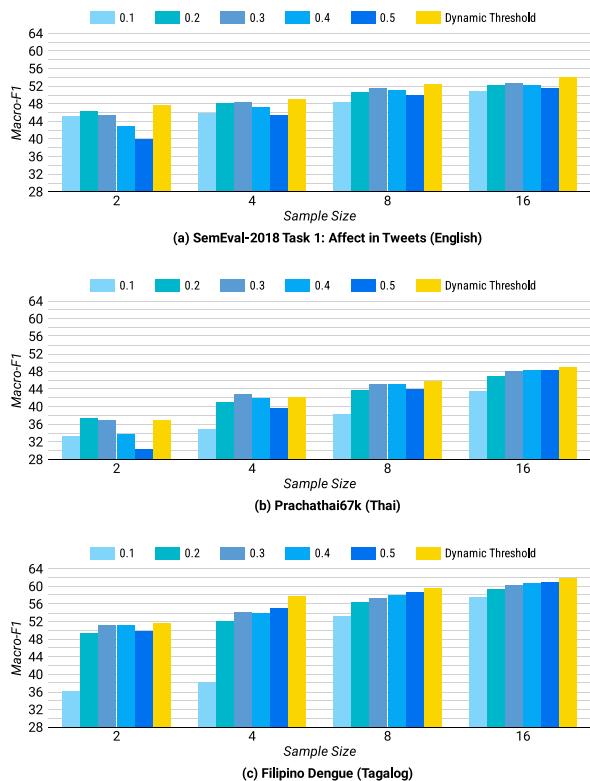 0.1 0.2 0.3 0.4 0.5 Dynamic Threshold
64
60
56
52
48
44
40
36
32
28
Macro-F1
2 4 8 16
Sample Size
(a) SemEval-2018 Task 1: Affect in Tweets (English)
0.1 0.2 0.3 0.4 0.5 Dynamic Threshold
64
60
56
52
48
44
40
36
32
28
Macro-F1
2 4 8 16
Sample Size
(b) Prachathai67k (Thai)
0.1 0.2 0.3 0.4 0.5 Dynamic Threshold
64
60
56
52
48
44
40
36
32
28
Macro-F1
2 4 8 16
Sample Size
(c) Filipino Dengue (Tagalog)